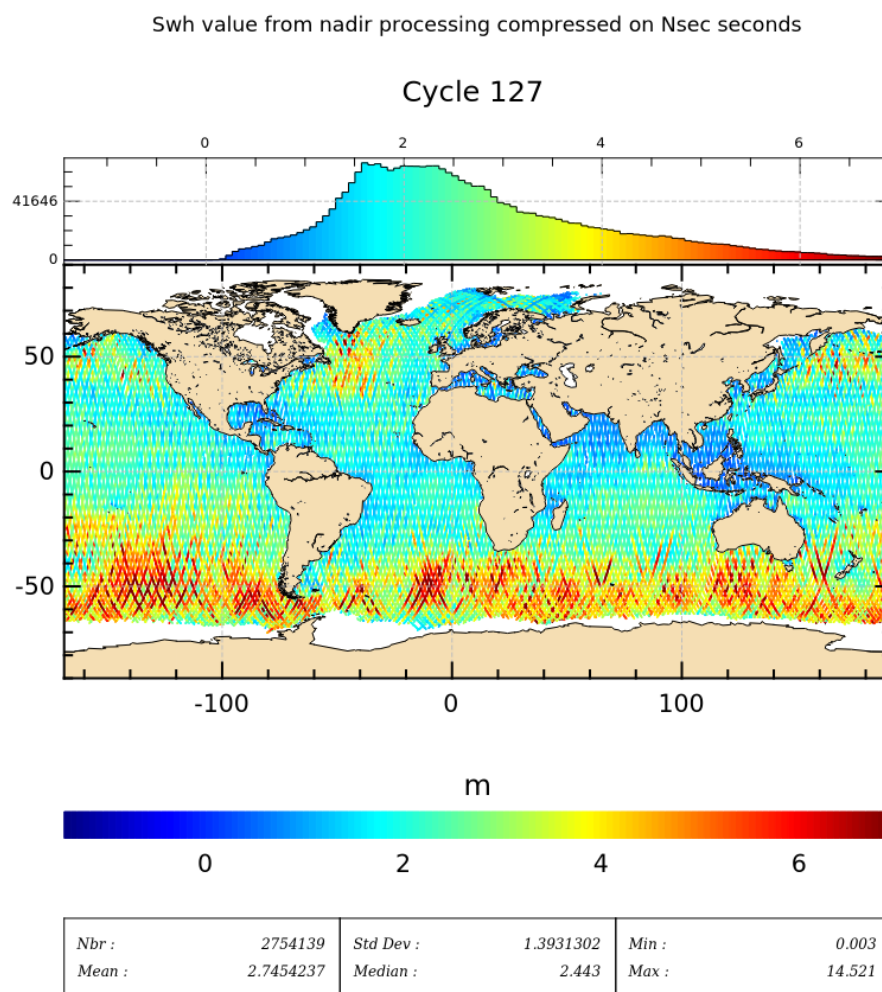 Swh value from nadir processing compressed on Nsec seconds
Cycle 127
0 2 4 6
41646
0
50
0
-50
-100 0 100
m
0 2 4 6
Nbr : 2754139 Std Dev : 1.3931302 Min : 0.003
Mean : 2.7454237 Median : 2.443 Max : 14.521